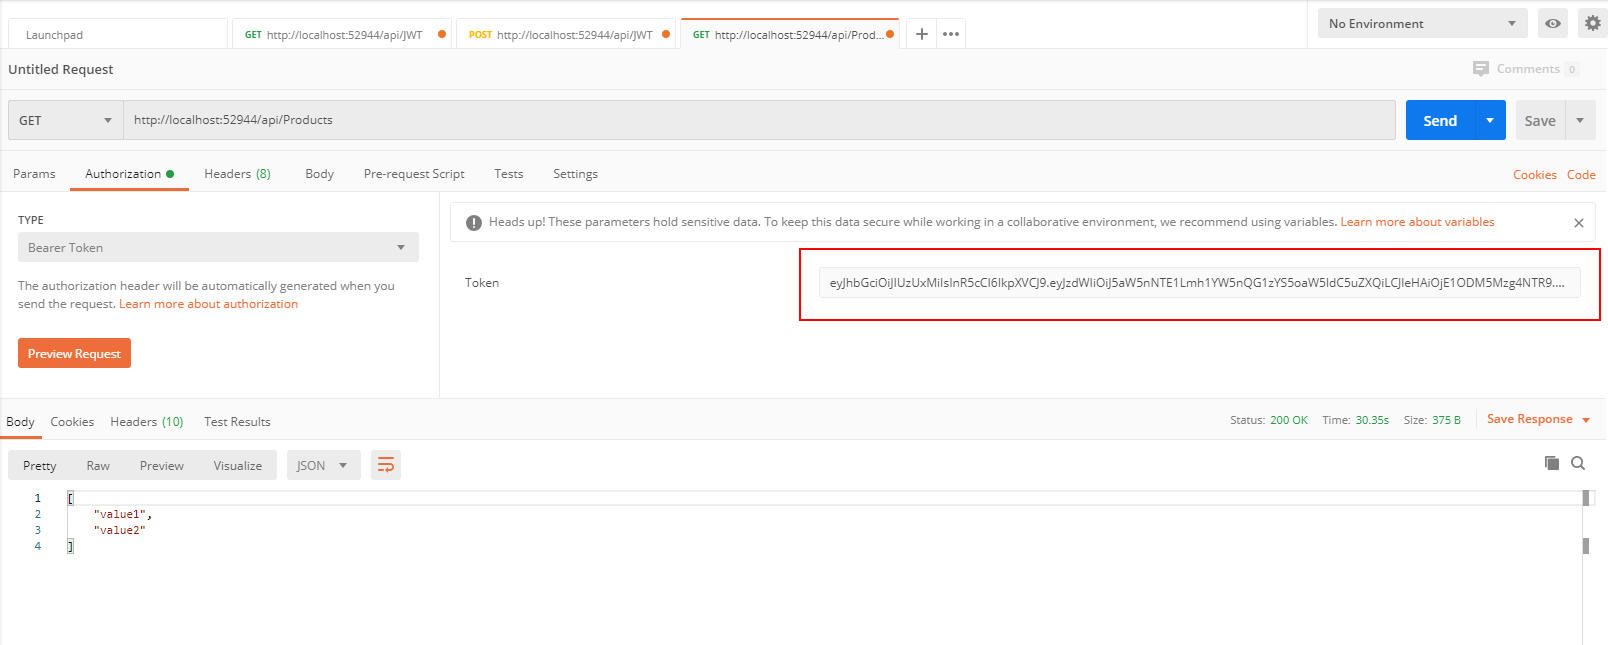 Launchpad
GET http://localhost:52944/api/JWT
POST http://localhost:52944/api/JWT
GET http://localhost:52944/api/Prod...
No Environment
Untitled Request
Comments 0
GET
http://localhost:52944/api/Products
Send
Save
Params
Authorization
Headers (8)
Body
Pre-request Script
Tests
Settings
Cookies
Code
TYPE
Bearer Token
The authorization header will be automatically generated when you
send the request. Learn more about authorization
Preview Request
Heads up! These parameters hold sensitive data. To keep this data secure while working in a collaborative environment, we recommend using variables. Learn more about variables
Token
eyJhbGciOiJIUzUxMiIsInR5cCI6IkpXVCJ9.eyJzdWIiOiJ5aW5nNTE1Lmh1YW5nQG1zYS5oaW5ldC5uZXQiLCJleHAiOjE1ODM5Mzg4NTR9....
Body
Cookies
Headers (10)
Test Results
Status: 200 OK
Time: 30.35s
Size: 375 B
Save Response
Pretty
Raw
Preview
Visualize
JSON
1 [
2 "value1",
3 "value2"
4 ]